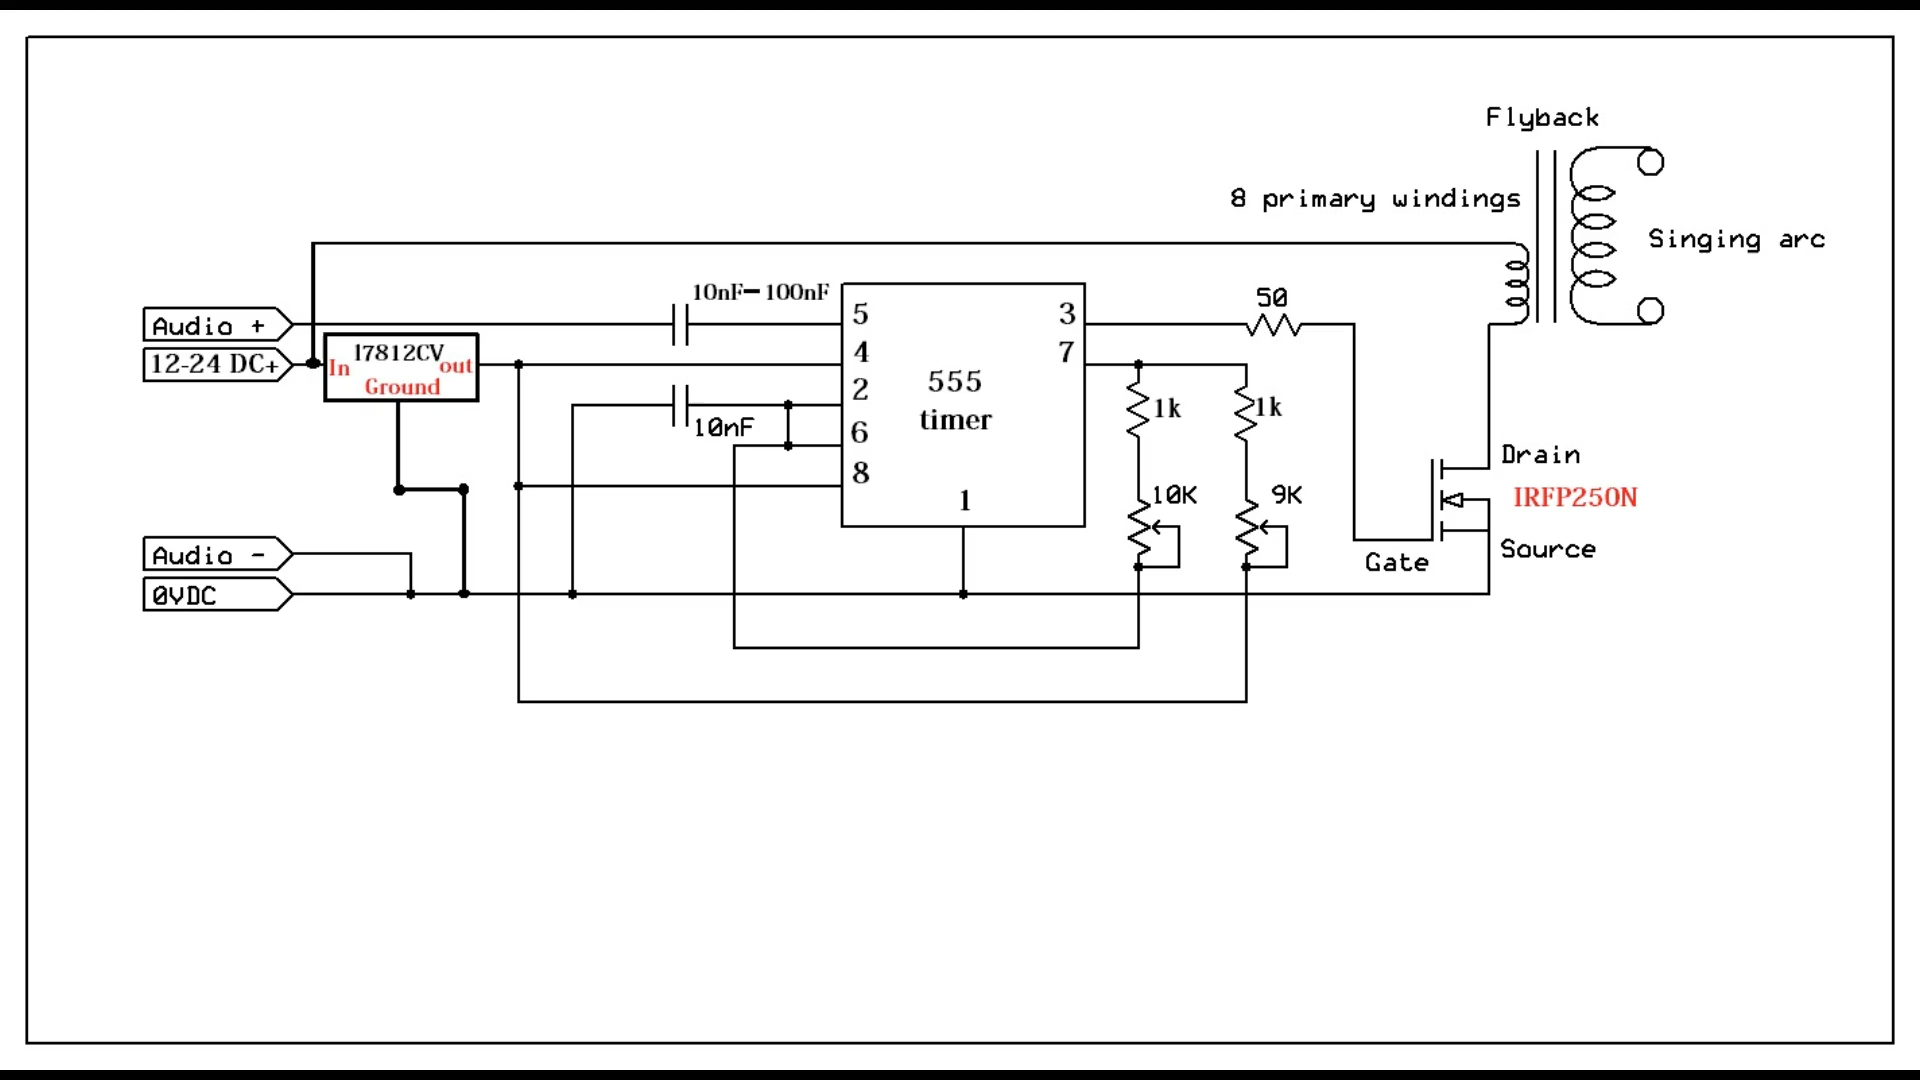 Flyback
8 primary windings
Singing arc
10nF-100nF
50
Audio +
12-24 DC+
l7812CV
In
out
Ground
5
4
2
6
8
3
7
1
555
timer
10nF
1k
1k
10K
9K
Drain
IRFP250N
Source
Gate
Audio -
0VDC